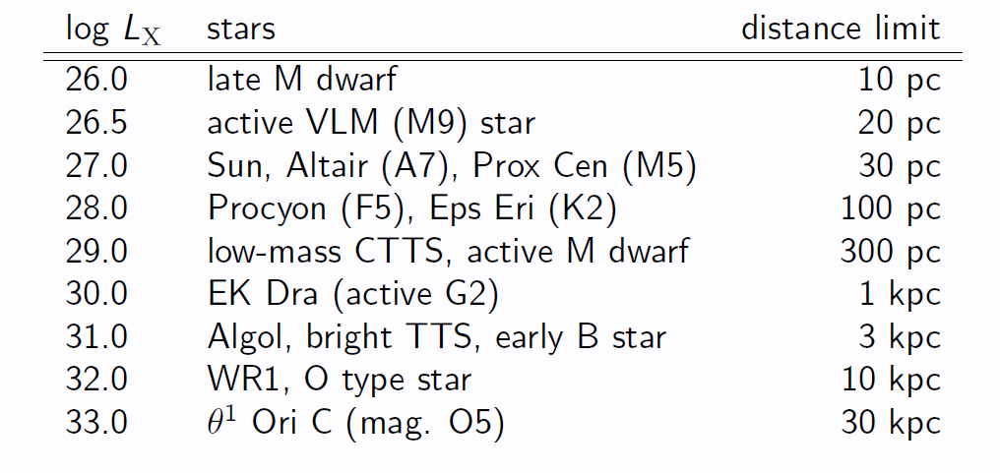 log L_X stars distance limit
26.0 late M dwarf 10 pc
26.5 active VLM (M9) star 20 pc
27.0 Sun, Altair (A7), Prox Cen (M5) 30 pc
28.0 Procyon (F5), Eps Eri (K2) 100 pc
29.0 low-mass CTTS, active M dwarf 300 pc
30.0 EK Dra (active G2) 1 kpc
31.0 Algol, bright TTS, early B star 3 kpc
32.0 WR1, O type star 10 kpc
33.0 θ¹ Ori C (mag. O5) 30 kpc